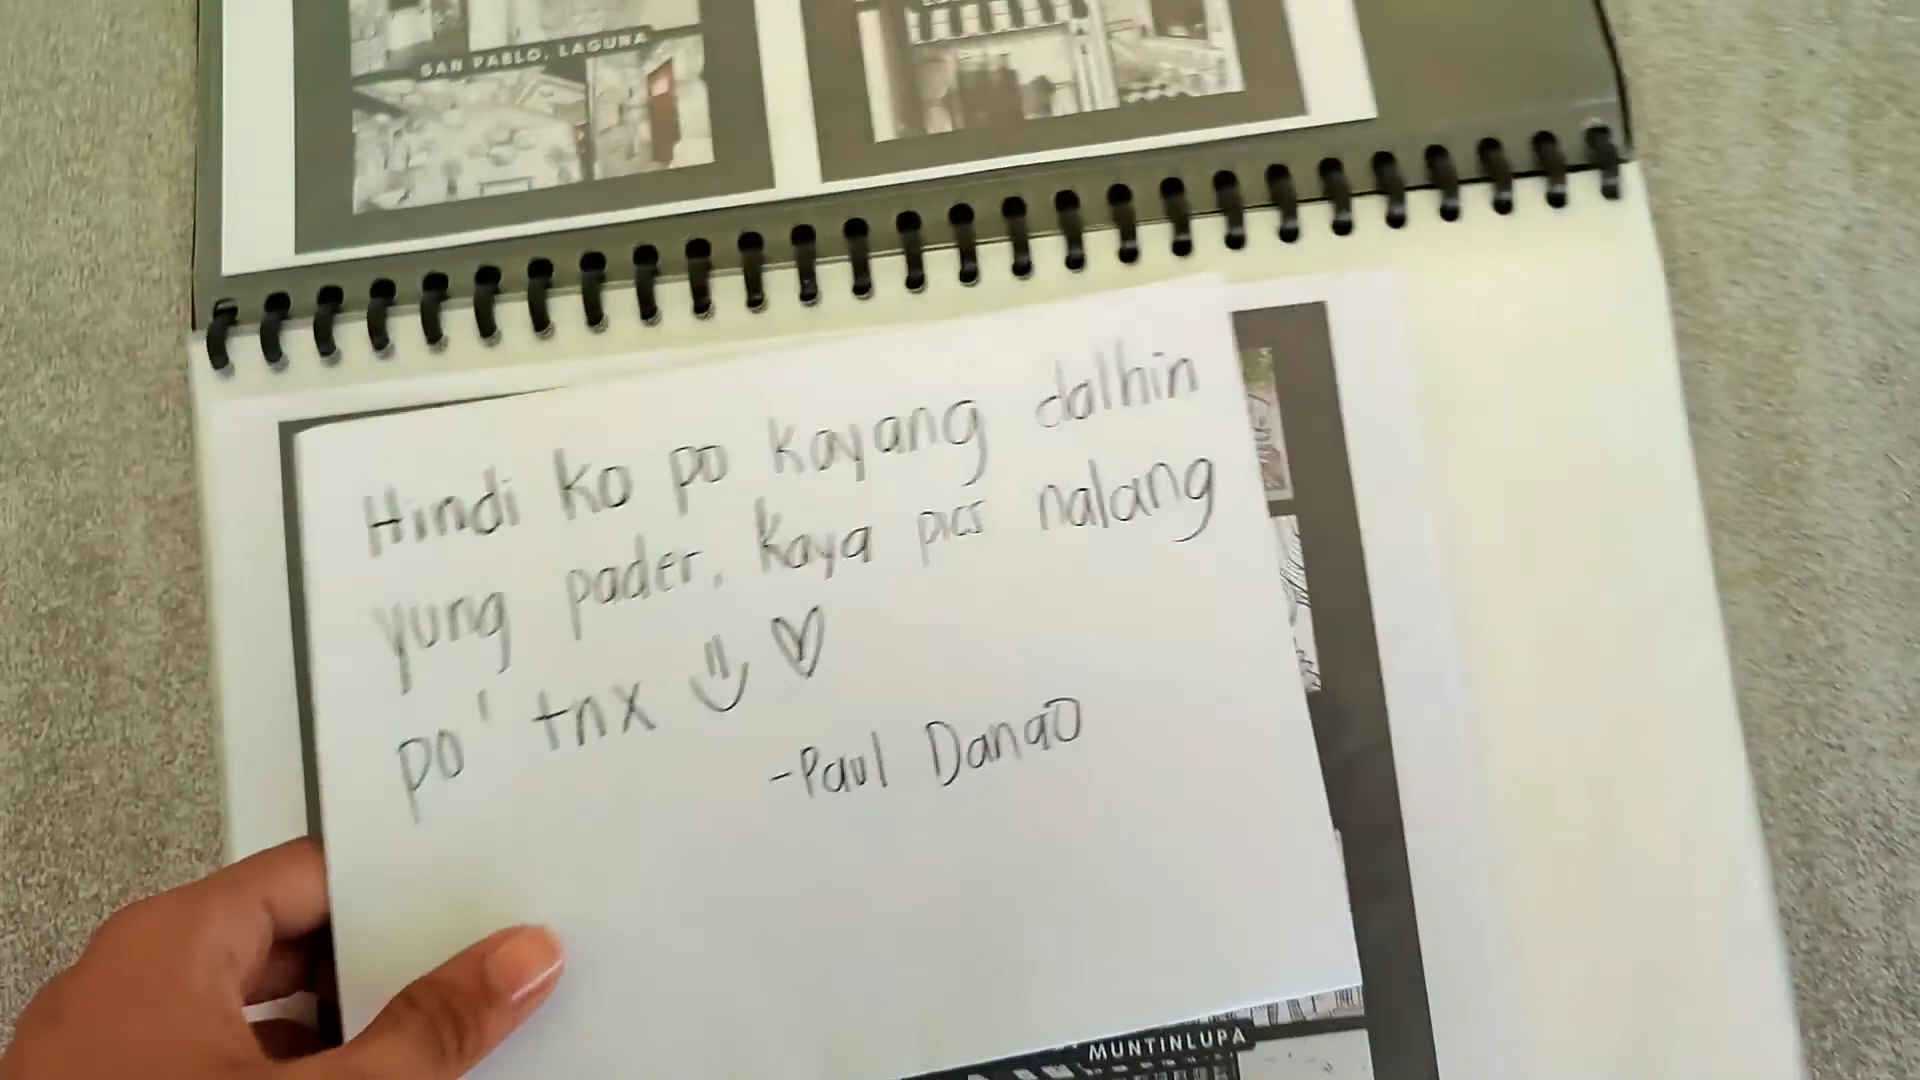 SAN PABLO, LAGUNA
Hindi ko po kayang dalhin
yung pader. kaya pics nalang
po' tnx
-Paul Danao
MUNTINLUPA